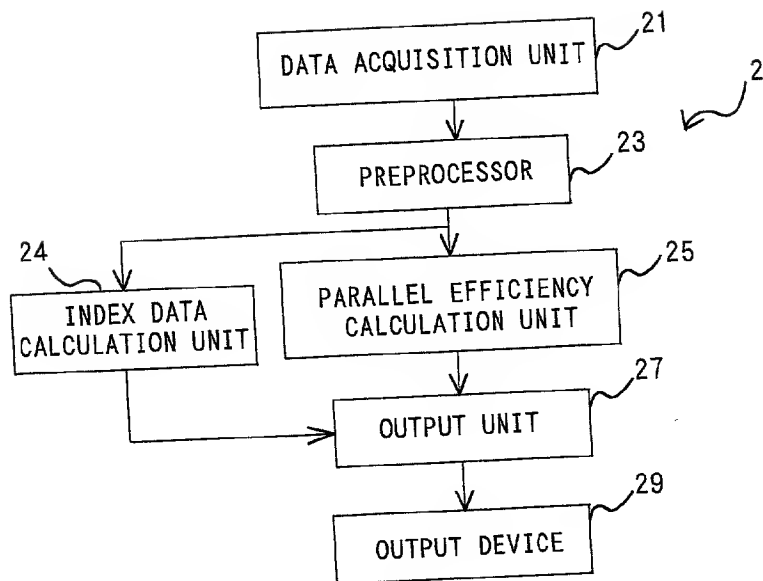 21
DATA ACQUISITION UNIT
2
23
PREPROCESSOR
24
INDEX DATA
CALCULATION UNIT
25
PARALLEL EFFICIENCY
CALCULATION UNIT
27
OUTPUT UNIT
29
OUTPUT DEVICE